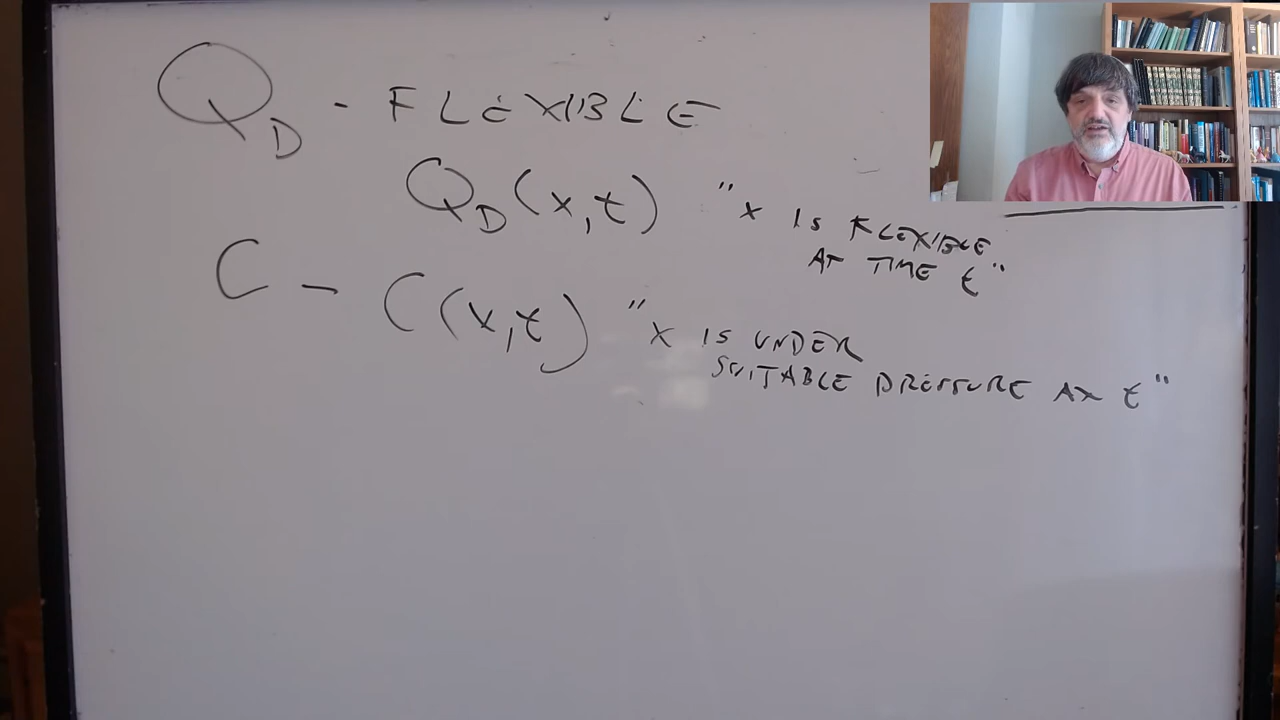 Q_D - FLEXIBLE
Q_D(x,t) "x IS FLEXIBLE
AT TIME t"
C - C(x,t) "x IS UNDER
SUITABLE PRESSURE AT t"